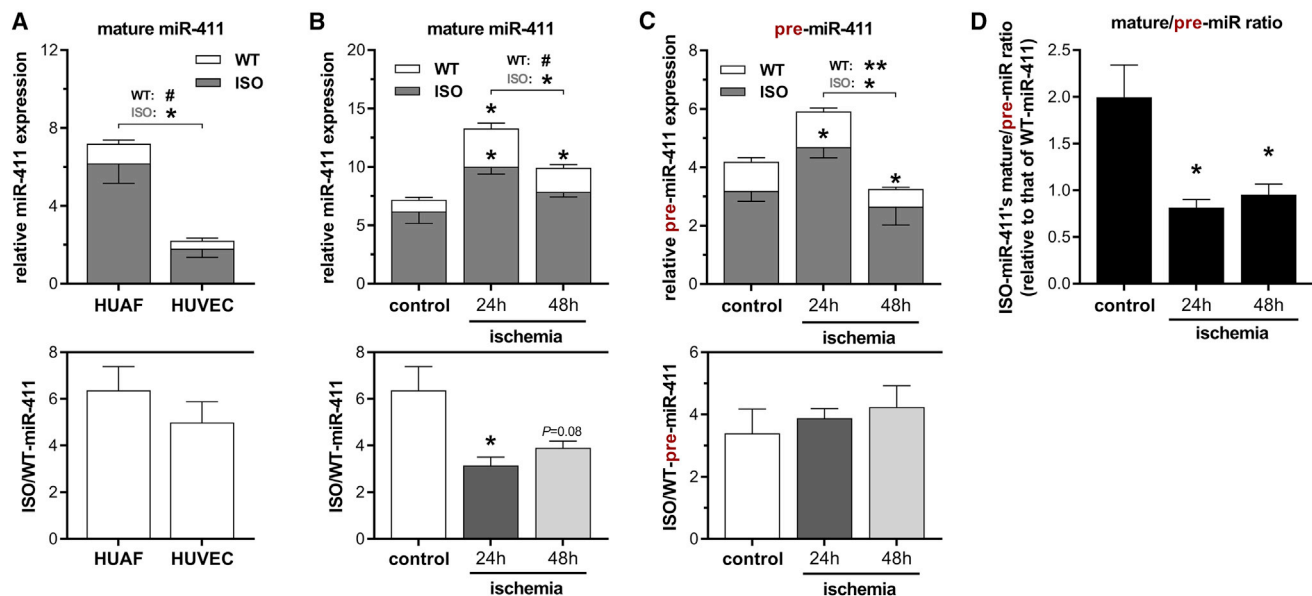 A
mature miR-411
relative miR-411 expression
12
8
4
0
WT
ISO
WT: #
ISO: *
HUAF
HUVEC
ISO/WT-miR-411
8
6
4
2
0
HUAF
HUVEC
B
mature miR-411
relative miR-411 expression
20
15
10
5
0
WT
ISO
WT: #
ISO: *
*
*
*
control
24h
48h
ischemia
ISO/WT-miR-411
8
6
4
2
0
*
P=0.08
control
24h
48h
ischemia
C
pre-miR-411
relative pre-miR-411 expression
8
6
4
2
0
WT
ISO
WT: **
ISO: *
*
*
control
24h
48h
ischemia
ISO/WT-pre-miR-411
6
4
2
0
control
24h
48h
ischemia
D
mature/pre-miR ratio
ISO-miR-411's mature/pre-miR ratio
(relative to that of WT-miR-411)
2.5
2.0
1.5
1.0
0.5
0.0
*
*
control
24h
48h
ischemia